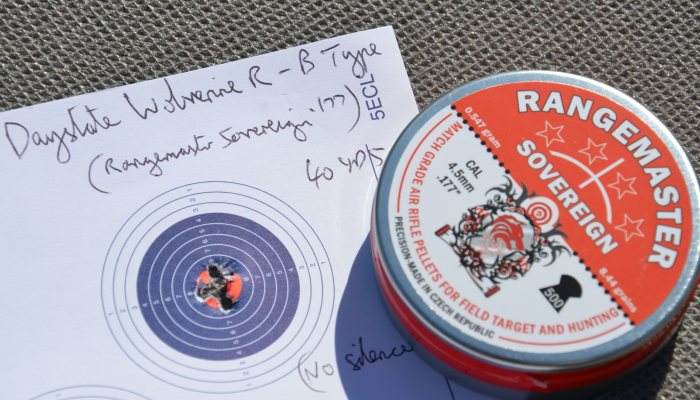 Daystate Wolverine R - B Type
(Rangemaster Sovereign .177)
40 YDS
5ECL
(No silence
RANGEMASTER
SOVEREIGN
0.547 gram
8.44 grains
CAL
4.5mm
.177"
500
MATCH GRADE AIR RIFLE PELLETS FOR FIELD TARGET AND HUNTING
PRECISION-MADE IN CZECH REPUBLIC